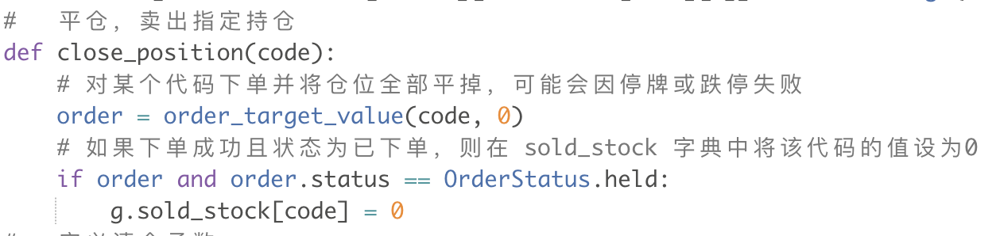 #   平仓，卖出指定持仓
def close_position(code):
    # 对某个代码下单并将仓位全部平掉，可能会因停牌或跌停失败
    order = order_target_value(code, 0)
    # 如果下单成功且状态为已下单，则在 sold_stock 字典中将该代码的值设为0
    if order and order.status == OrderStatus.held:
        g.sold_stock[code] = 0